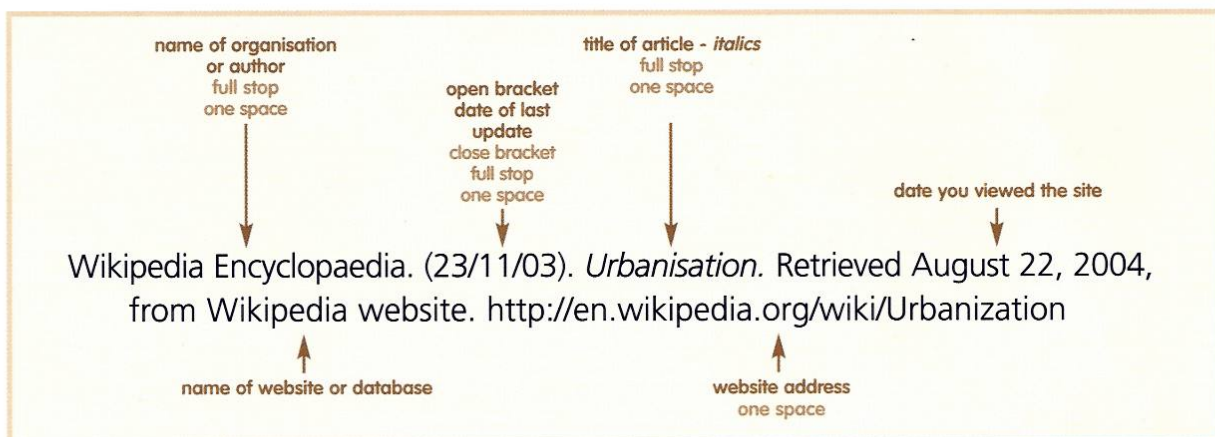 name of organisation
or author
full stop
one space
open bracket
date of last
update
close bracket
full stop
one space
title of article - italics
full stop
one space
date you viewed the site
Wikipedia Encyclopaedia. (23/11/03). Urbanisation. Retrieved August 22, 2004,
from Wikipedia website. http://en.wikipedia.org/wiki/Urbanization
name of website or database
website address
one space